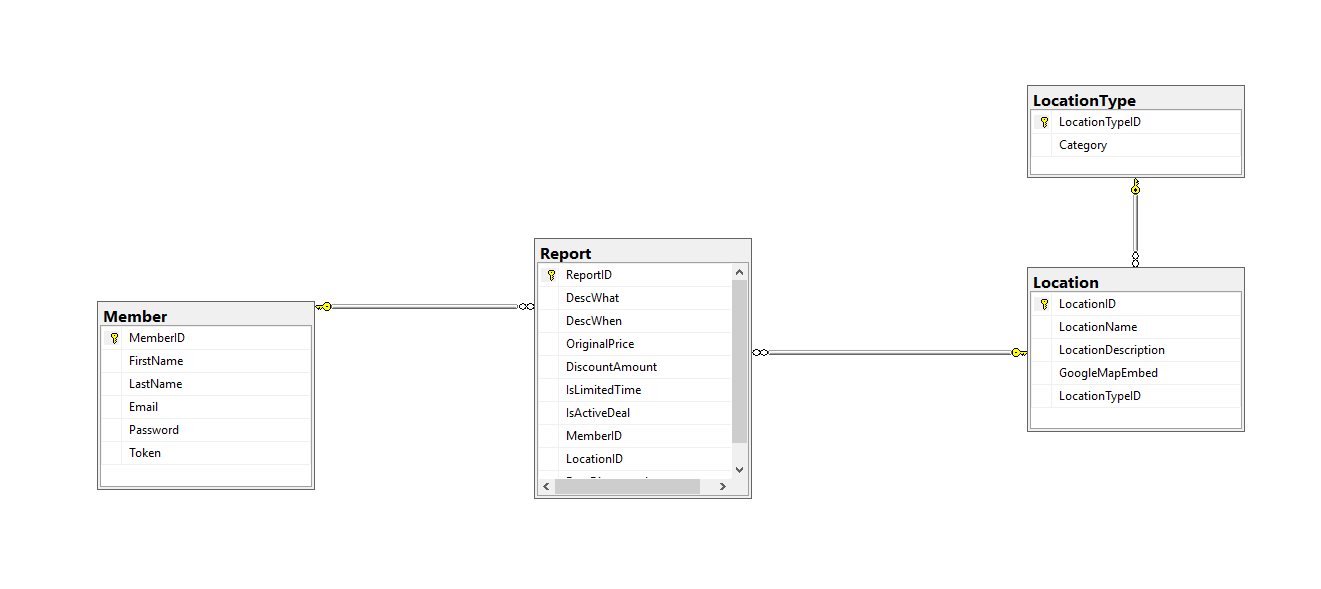 Member
MemberID
FirstName
LastName
Email
Password
Token
Report
ReportID
DescWhat
DescWhen
OriginalPrice
DiscountAmount
IsLimitedTime
IsActiveDeal
MemberID
LocationID
LocationType
LocationTypeID
Category
Location
LocationID
LocationName
LocationDescription
GoogleMapEmbed
LocationTypeID